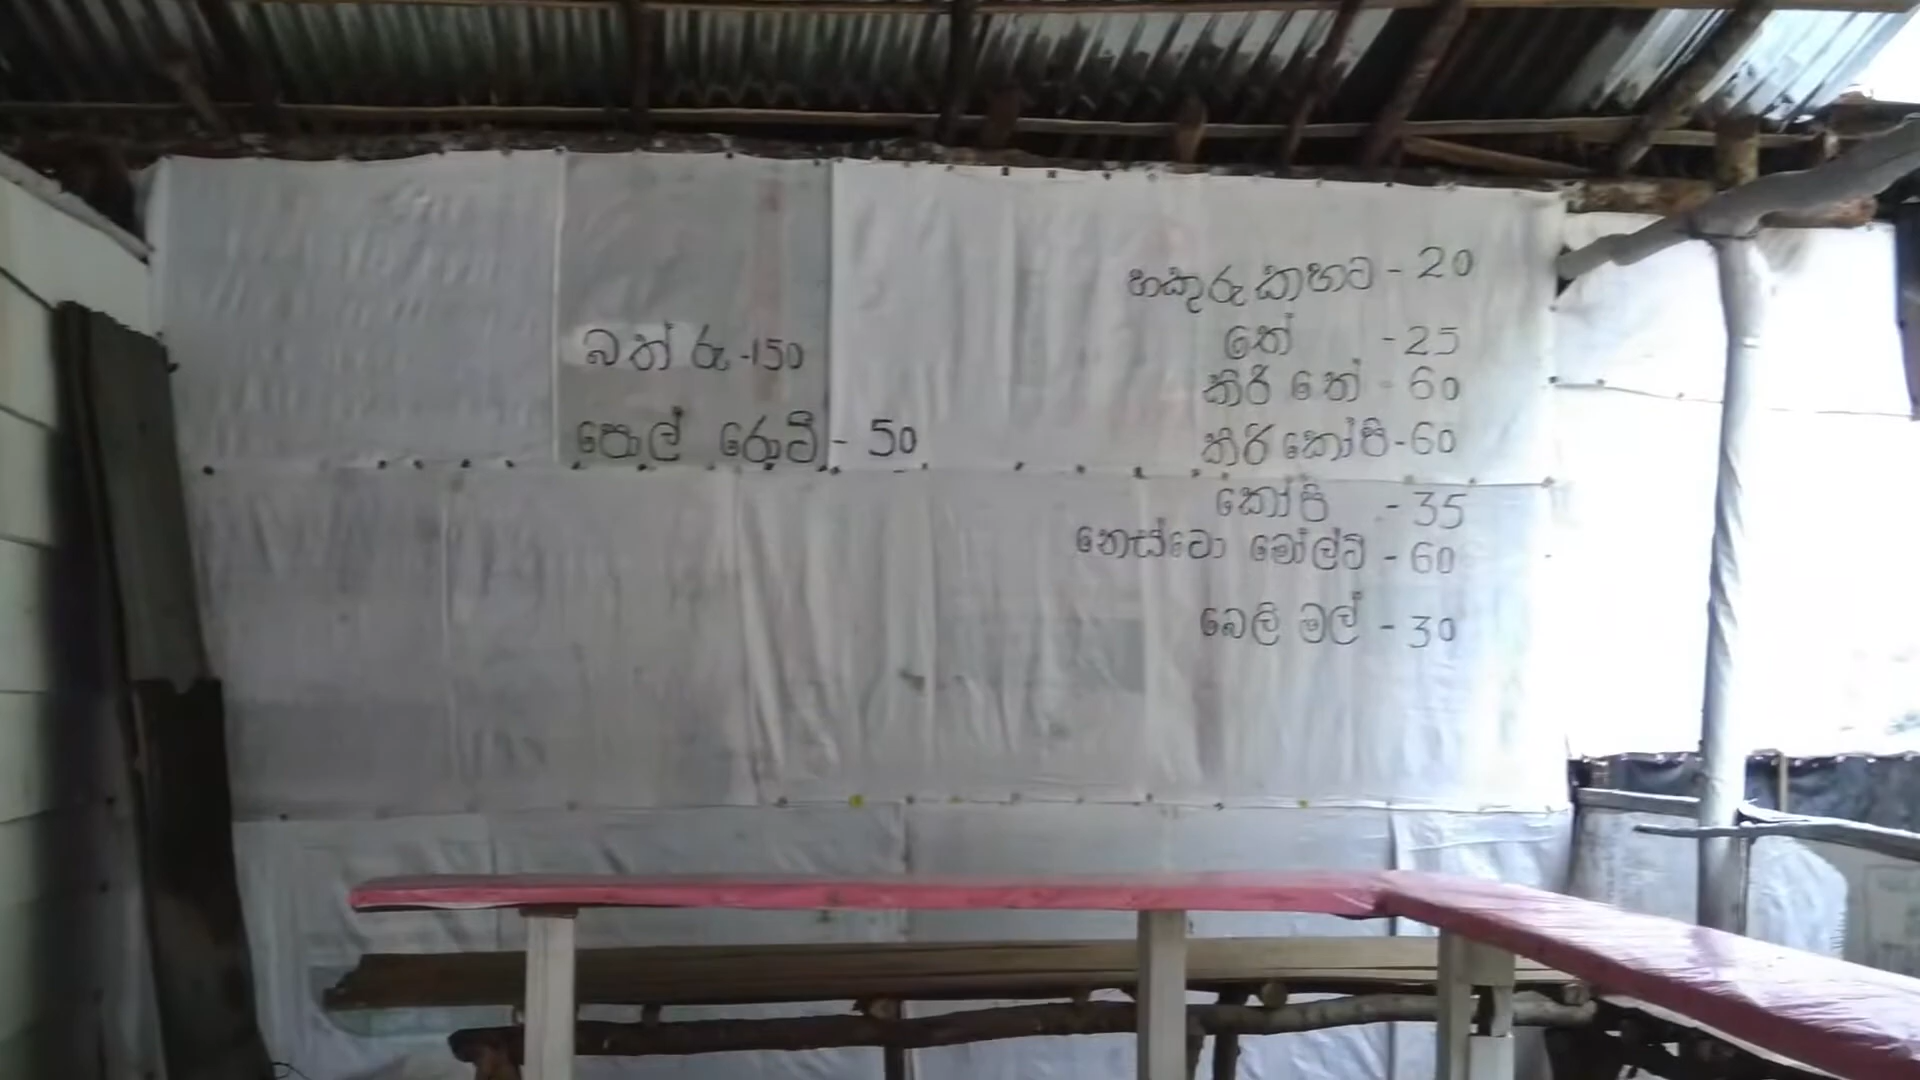 බත් රු -150
පොල් රොටි - 50
හකුරු කහට - 20
තේ - 25
කිරි තේ - 60
කිරි කෝපි - 60
කෝපි - 35
නෙස්ටො මෝල්ට් - 60
බෙලි මල් - 30